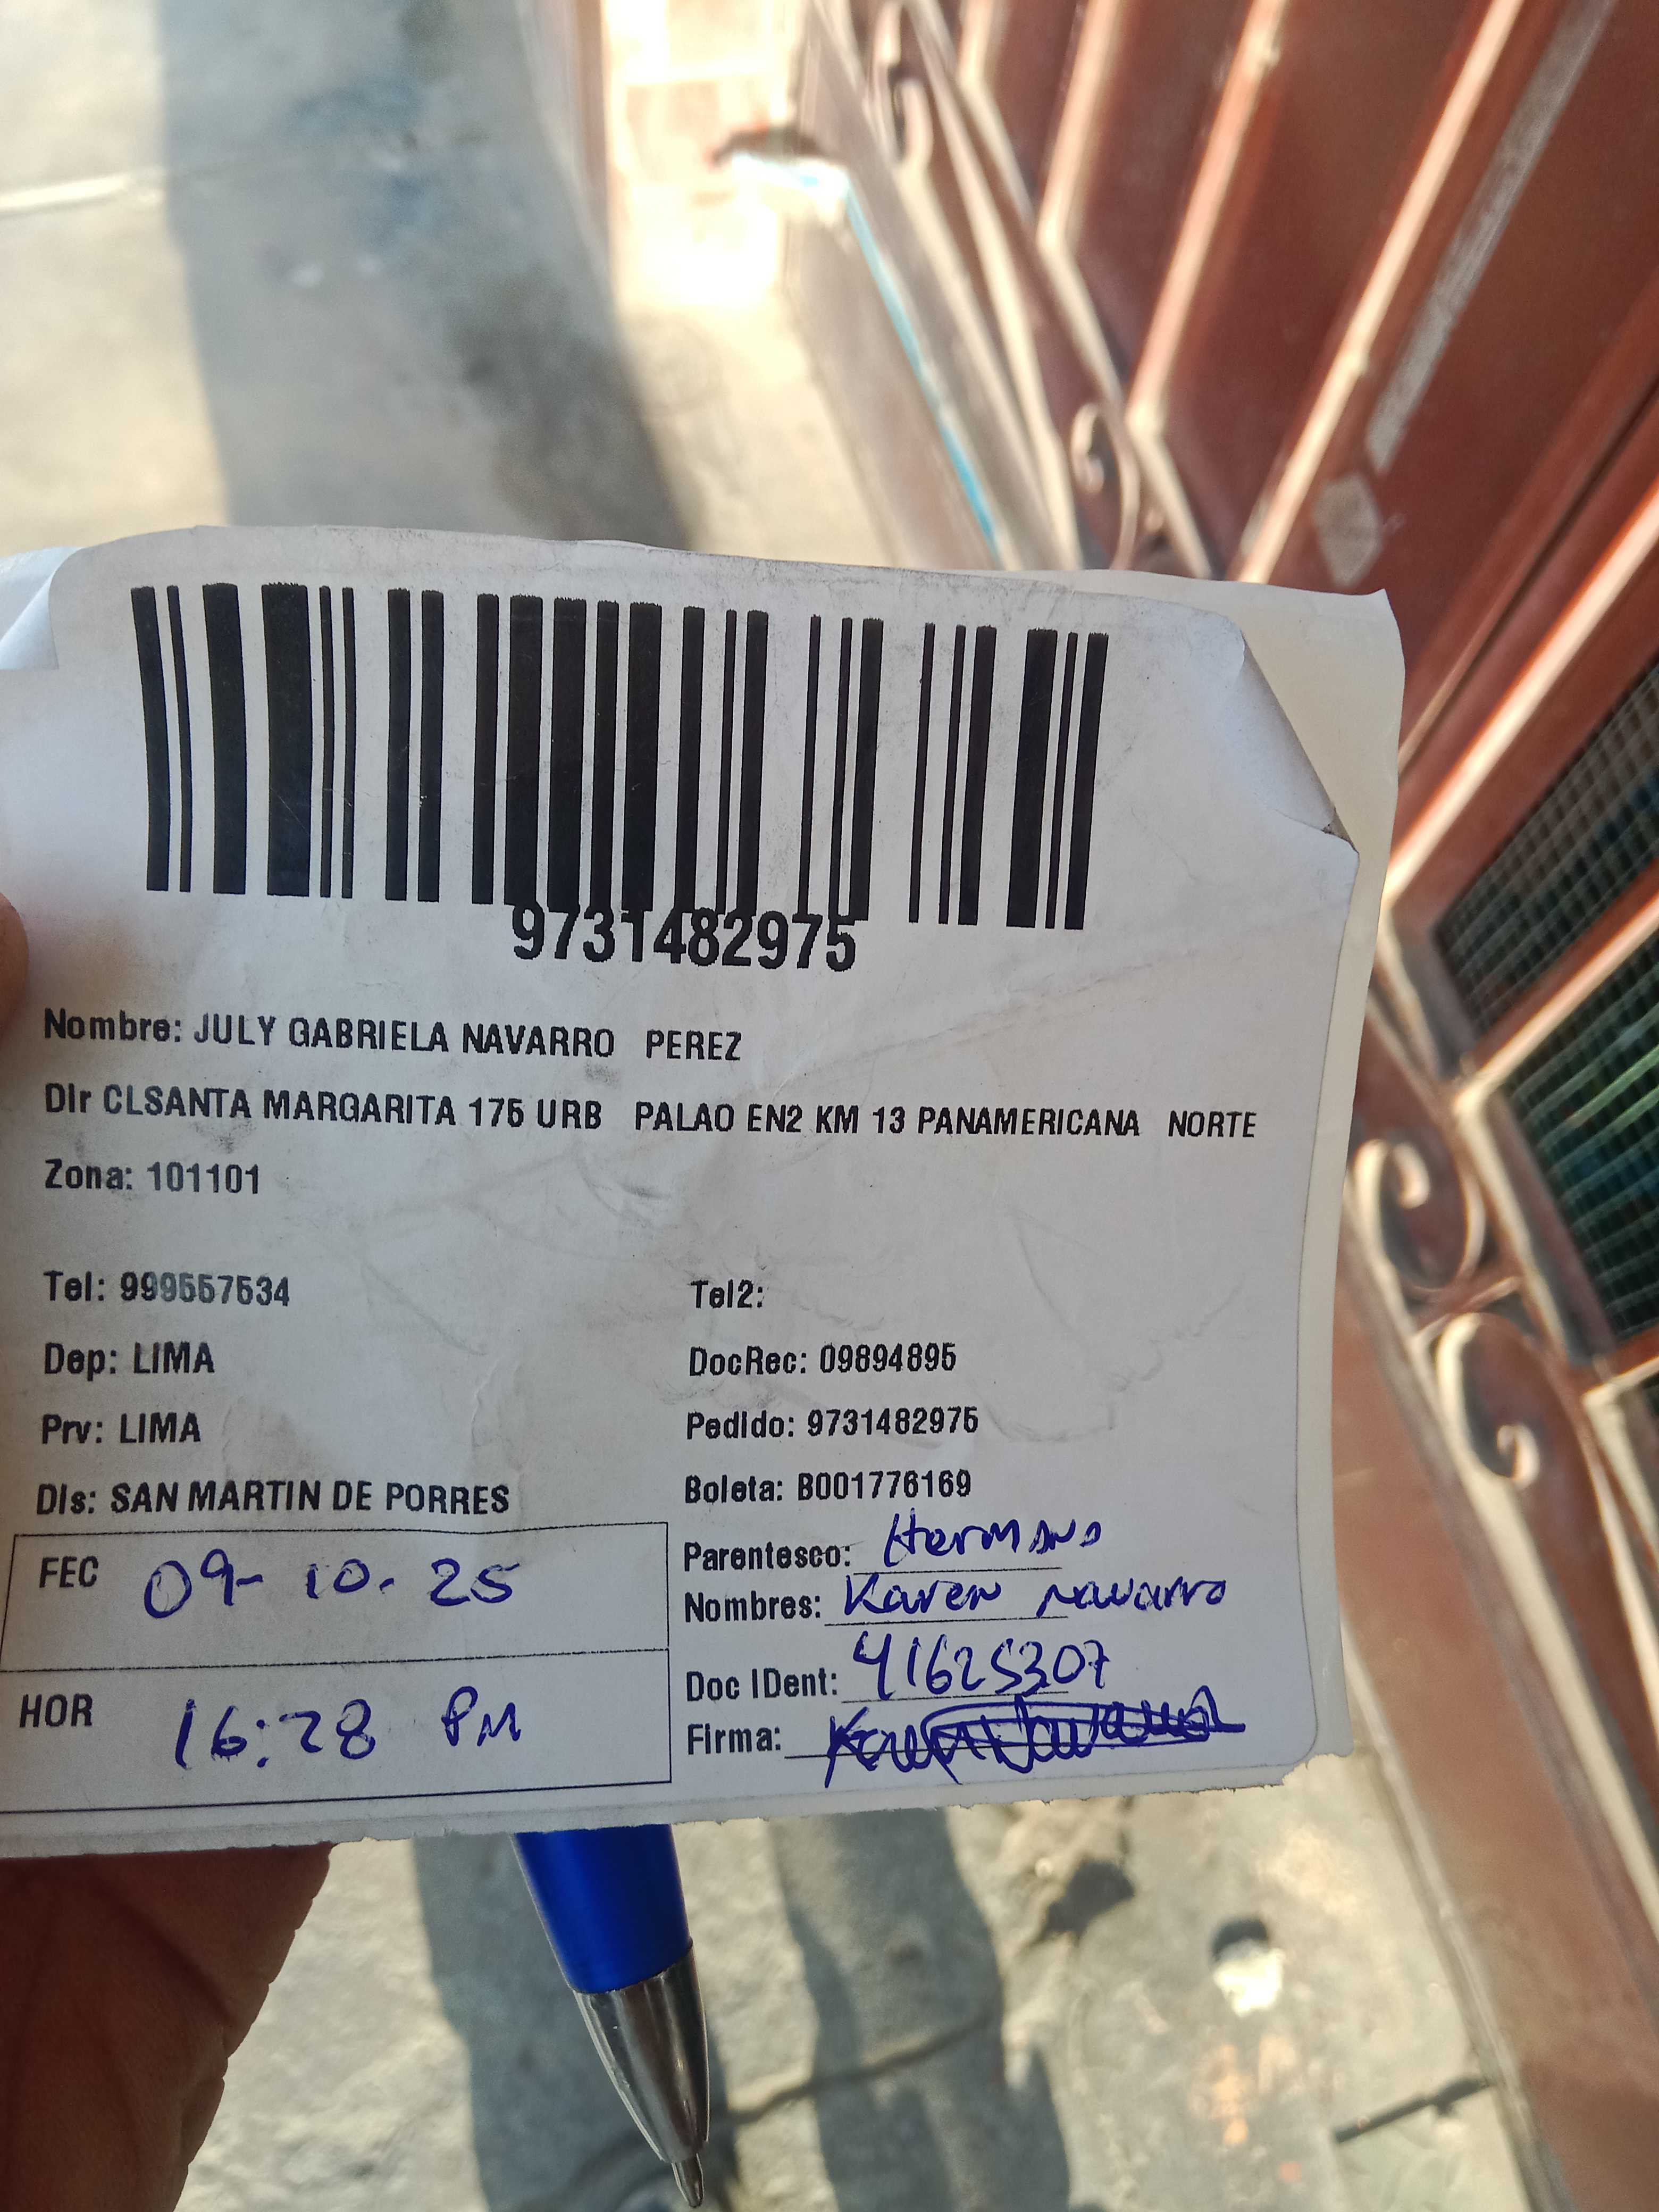 9731482975
Nombre: JULY GABRIELA NAVARRO PEREZ
Dir CLSANTA MARGARITA 175 URB PALAO EN2 KM 13 PANAMERICANA NORTE
Zona: 101101
Tel: 999557534 Tel2:
Dep: LIMA DocRec: 09894895
Prv: LIMA Pedido: 9731482975
Dis: SAN MARTIN DE PORRES Boleta: B001776169
FEC 09-10-25
HOR 16:28 PM
Parentesco: Hermano
Nombres: Karen Navarro
Doc IDent: 41625307
Firma: